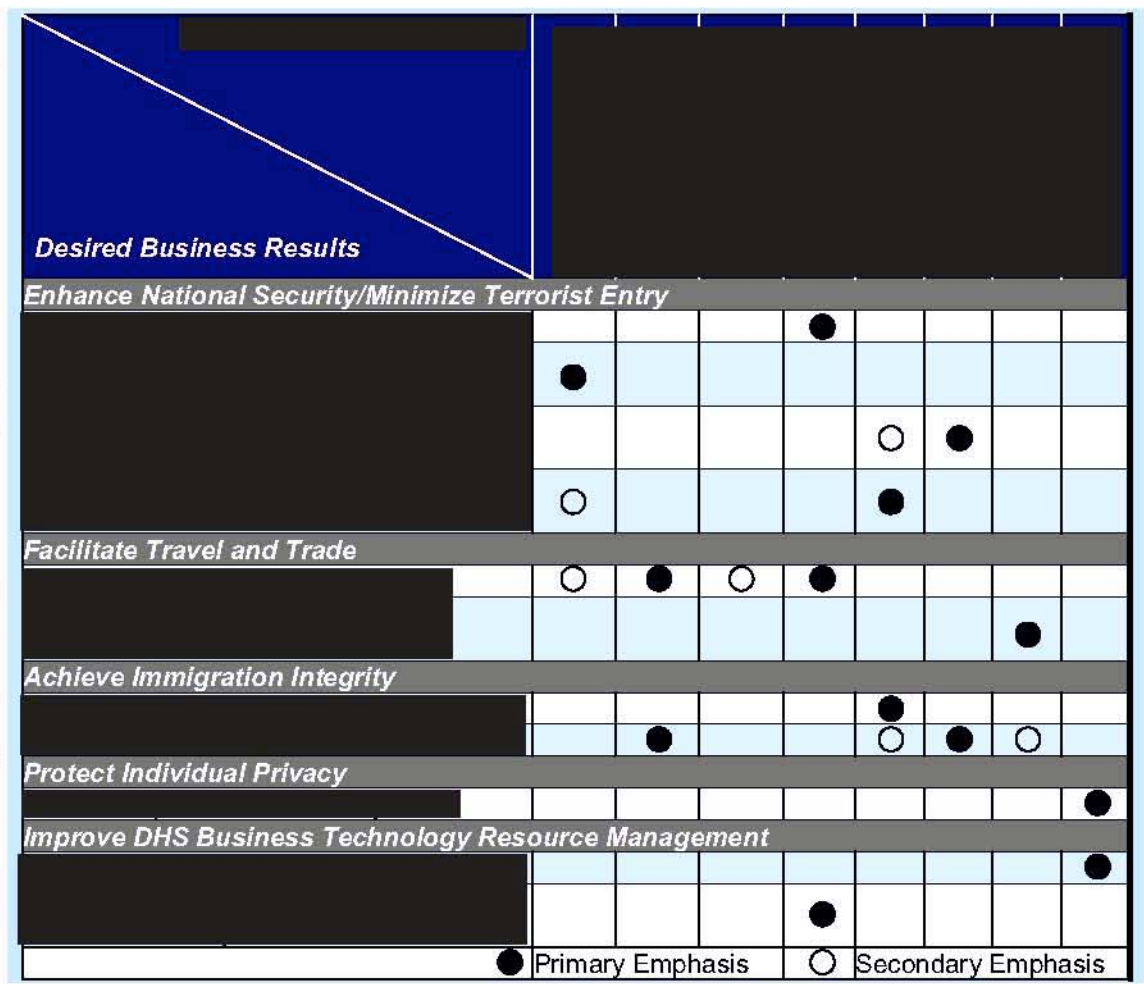 Desired Business Results
Enhance National Security/Minimize Terrorist Entry
Facilitate Travel and Trade
Achieve Immigration Integrity
Protect Individual Privacy
Improve DHS Business Technology Resource Management
Primary Emphasis Secondary Emphasis